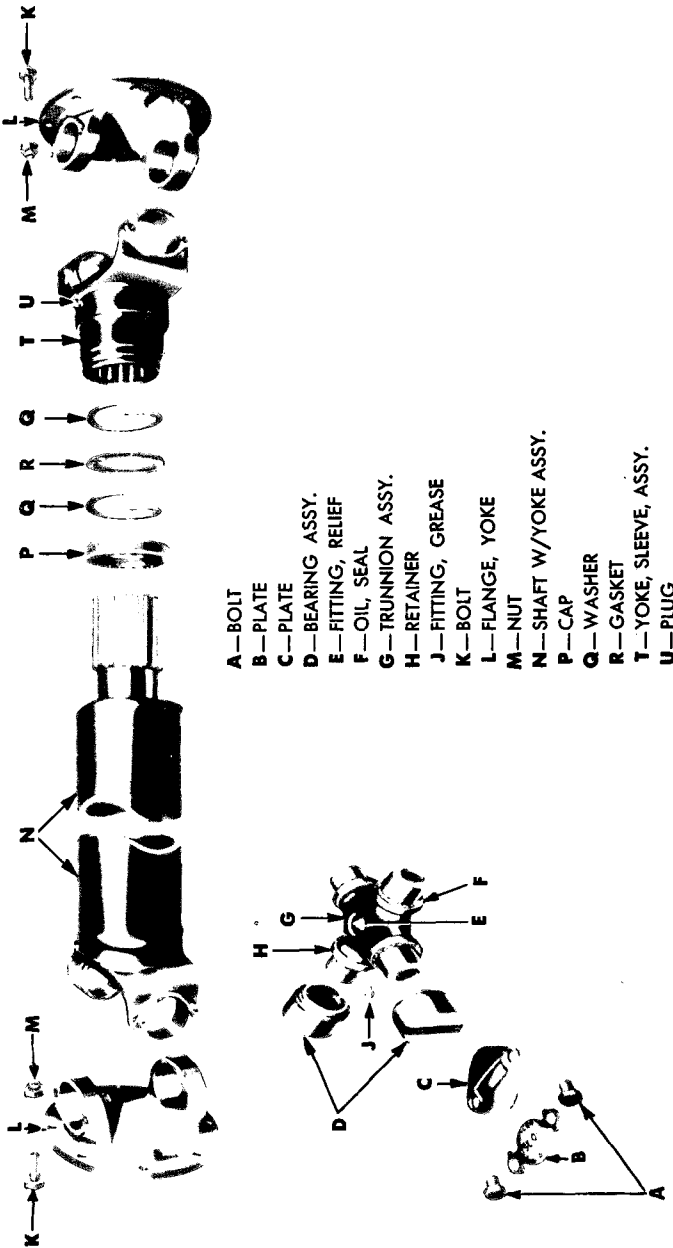 K L M N P Q R Q T U M L K
H G
D J F
E
C
B
A
A—BOLT
B—PLATE
C—PLATE
D—BEARING ASSY.
E—FITTING, RELIEF
F—OIL, SEAL
G—TRUNNION ASSY.
H—RETAINER
J—FITTING, GREASE
K—BOLT
L—FLANGE, YOKE
M—NUT
N—SHAFT W/YOKE ASSY.
P—CAP
Q—WASHER
R—GASKET
T—YOKE, SLEEVE, ASSY.
U—PLUG